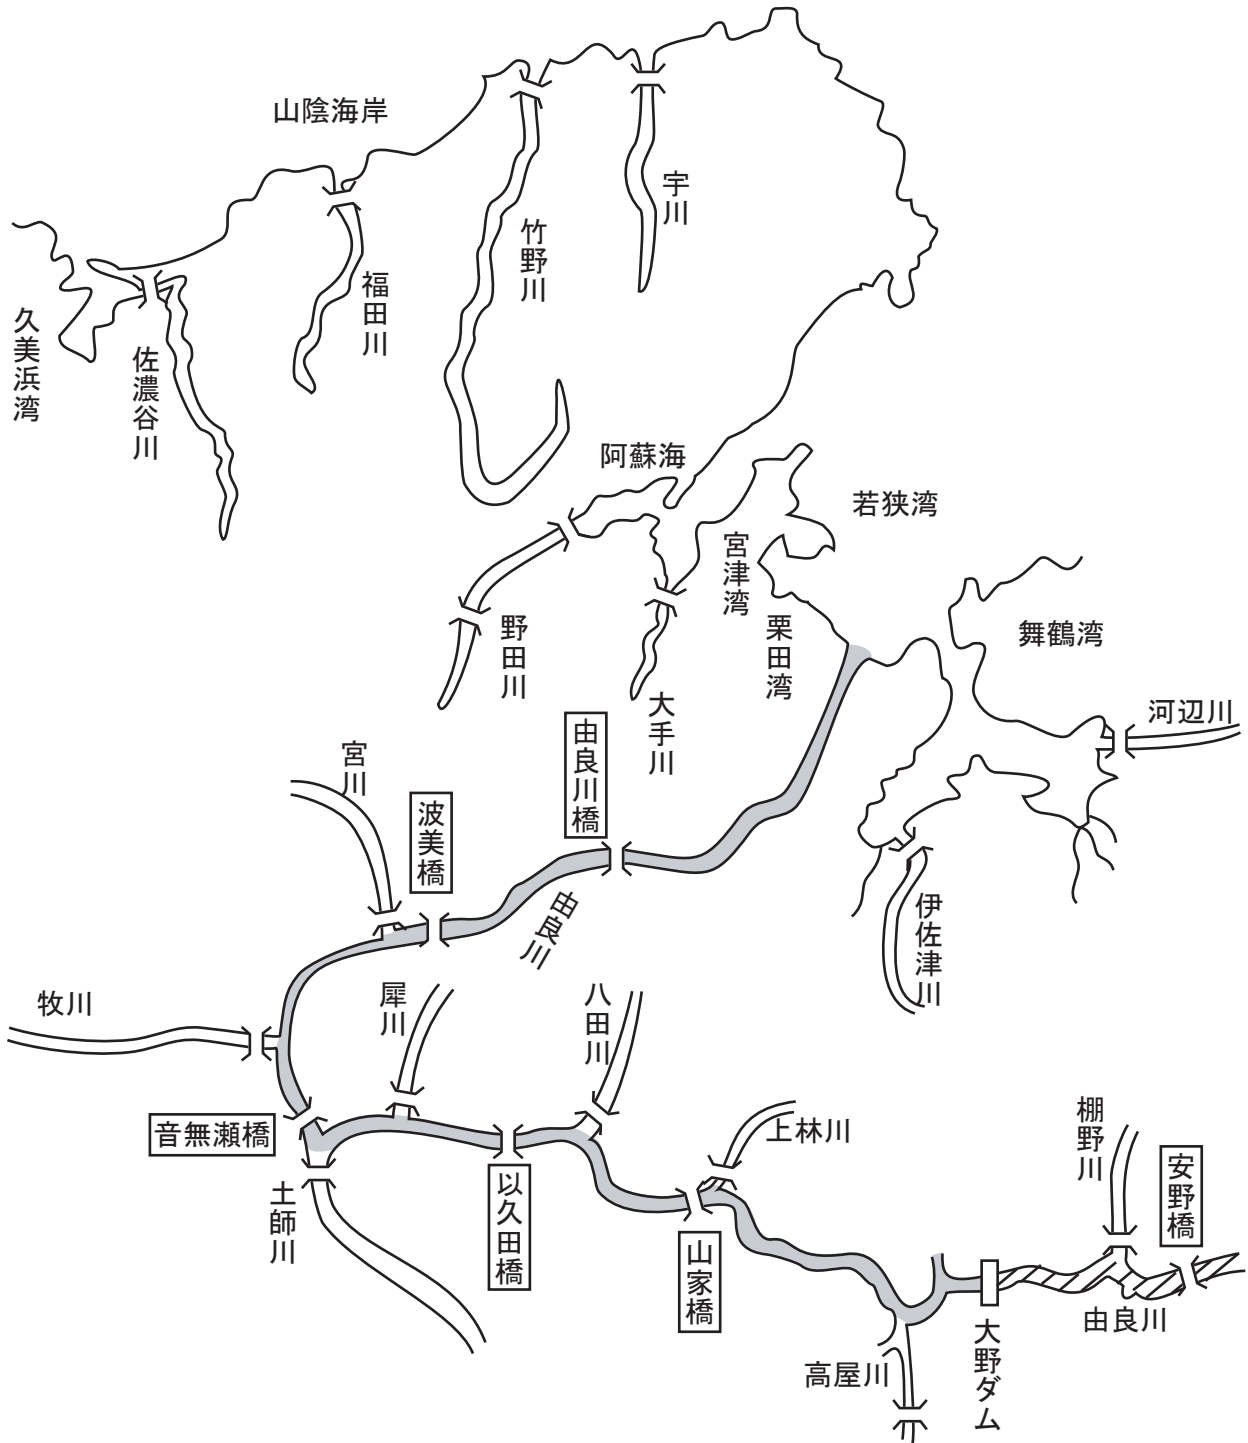 山陰海岸
宇川
竹野川
福田川
久美浜湾
佐濃谷川
阿蘇海
若狭湾
宮津湾
栗田湾
舞鶴湾
野田川
大手川
河辺川
由良川橋
宮川
波美橋
由良川
伊佐津川
牧川
犀川
八田川
音無瀬橋
土師川
以久田橋
上林川
山家橋
棚野川
安野橋
由良川
大野ダム
高屋川